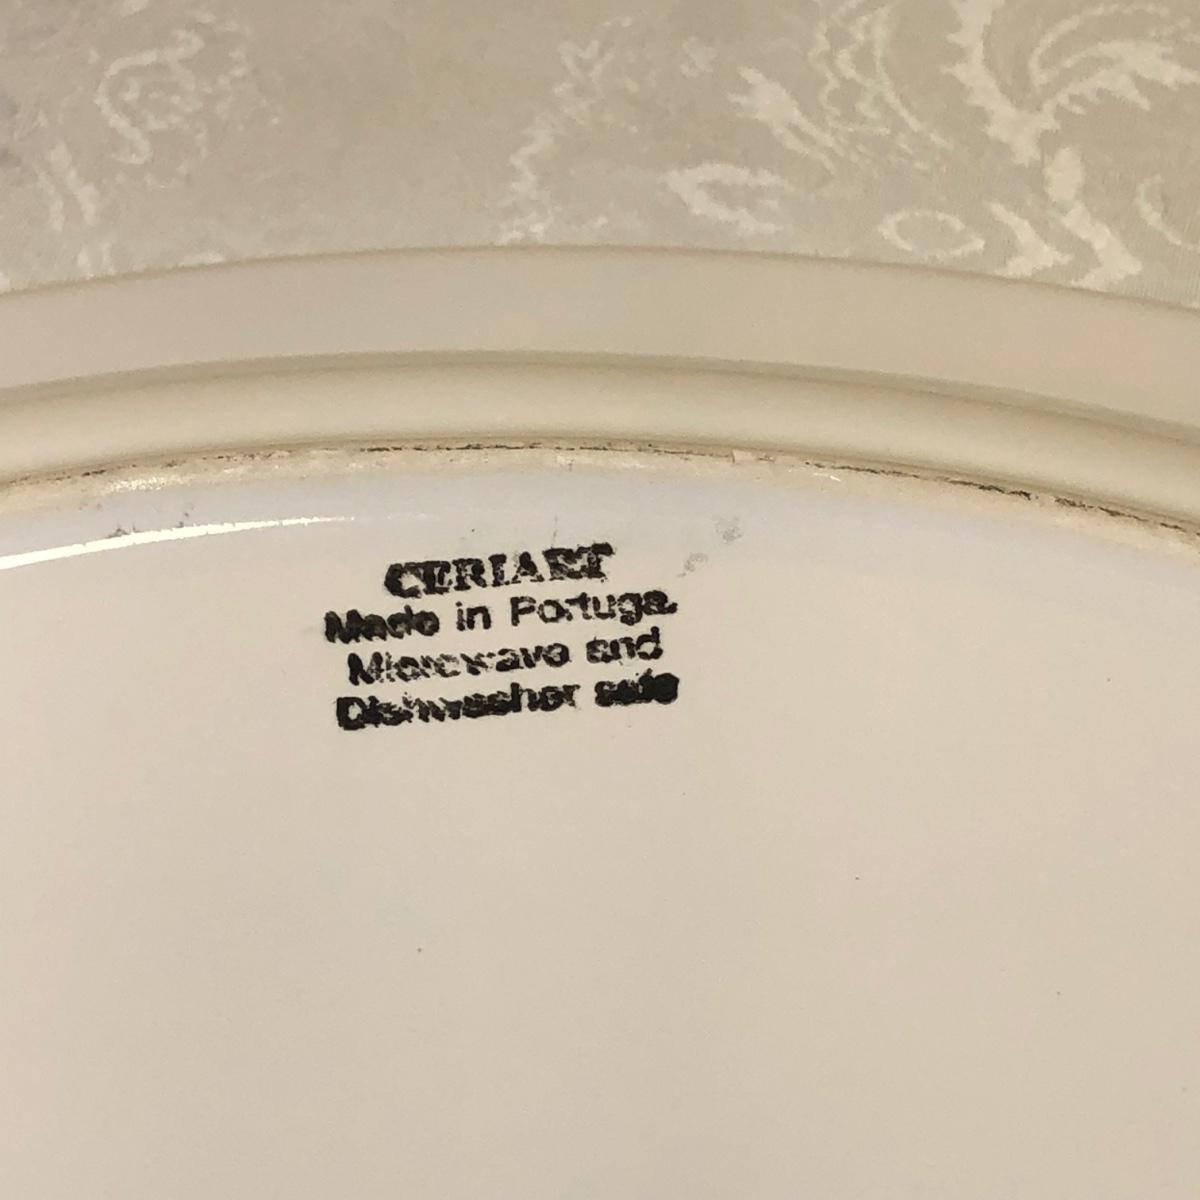 CERIART
Made in Portugal
Microwave and
Dishwasher safe